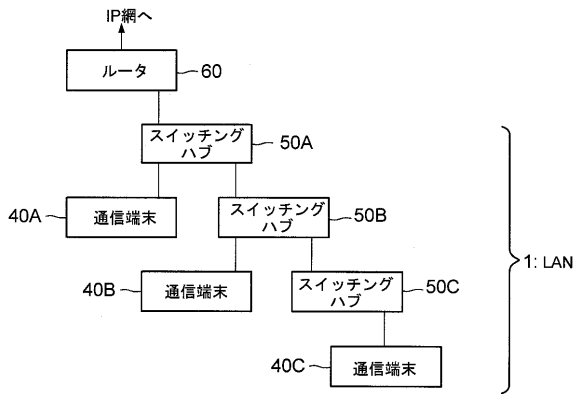 IP網へ
ルータ
60
スイッチング
ハブ
50A
40A
通信端末
スイッチング
ハブ
50B
40B
通信端末
スイッチング
ハブ
50C
40C
通信端末
1: LAN